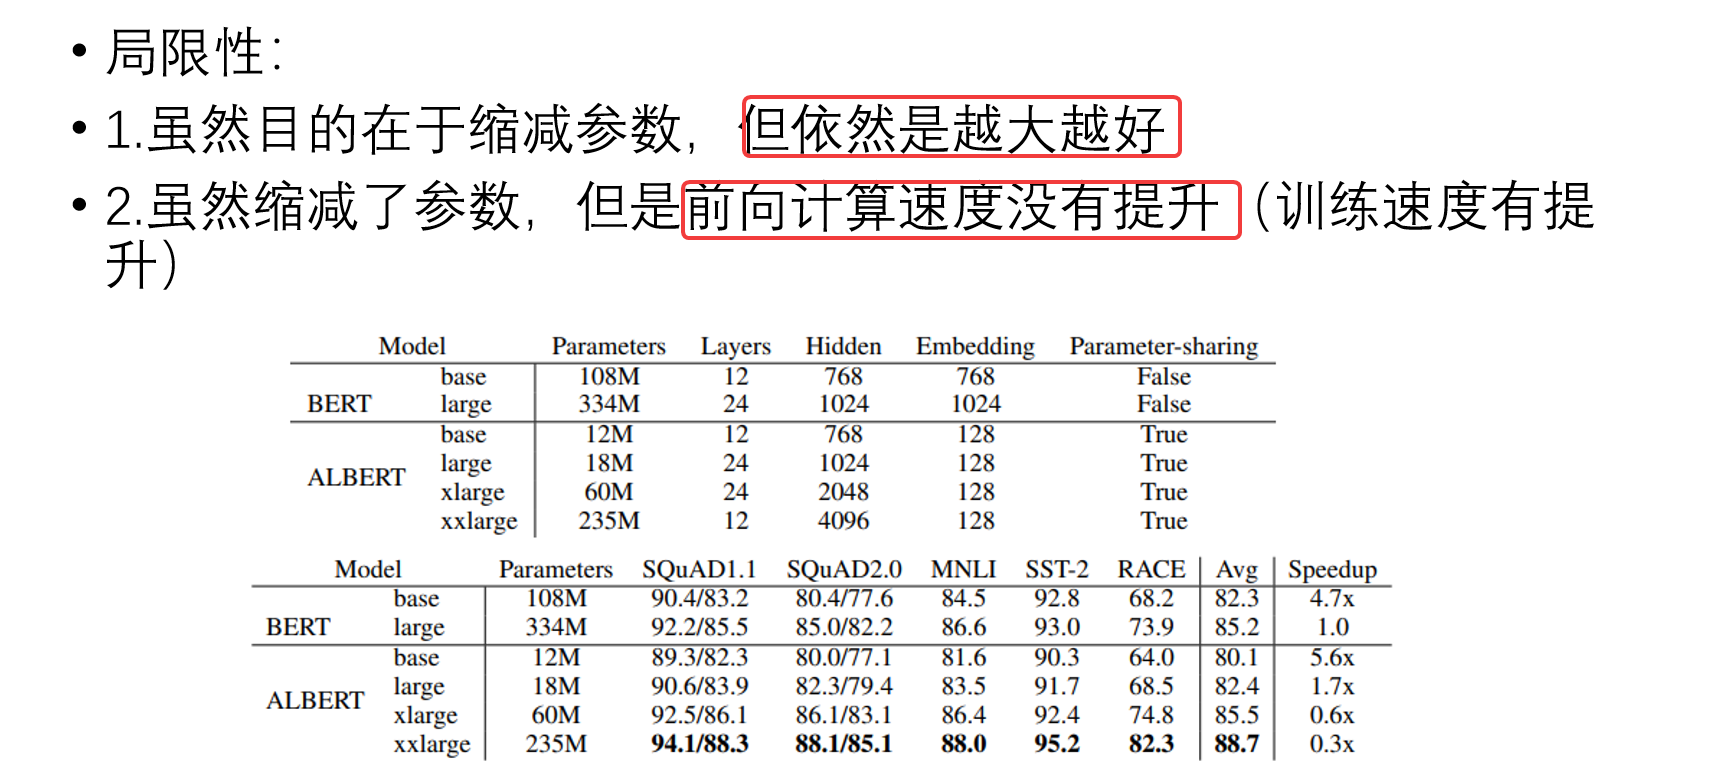 • 局限性：
• 1.虽然目的在于缩减参数，但依然是越大越好
• 2.虽然缩减了参数，但是前向计算速度没有提升（训练速度有提
升）
Model Parameters Layers Hidden Embedding Parameter-sharing
base 108M 12 768 768 False
BERT large 334M 24 1024 1024 False
base 12M 12 768 128 True
large 18M 24 1024 128 True
ALBERT
xlarge 60M 24 2048 128 True
xxlarge 235M 12 4096 128 True
Model Parameters SQuAD1.1 SQuAD2.0 MNLI SST-2 RACE Avg Speedup
base 108M 90.4/83.2 80.4/77.6 84.5 92.8 68.2 82.3 4.7x
BERT large 334M 92.2/85.5 85.0/82.2 86.6 93.0 73.9 85.2 1.0
base 12M 89.3/82.3 80.0/77.1 81.6 90.3 64.0 80.1 5.6x
large 18M 90.6/83.9 82.3/79.4 83.5 91.7 68.5 82.4 1.7x
ALBERT
xlarge 60M 92.5/86.1 86.1/83.1 86.4 92.4 74.8 85.5 0.6x
xxlarge 235M 94.1/88.3 88.1/85.1 88.0 95.2 82.3 88.7 0.3x